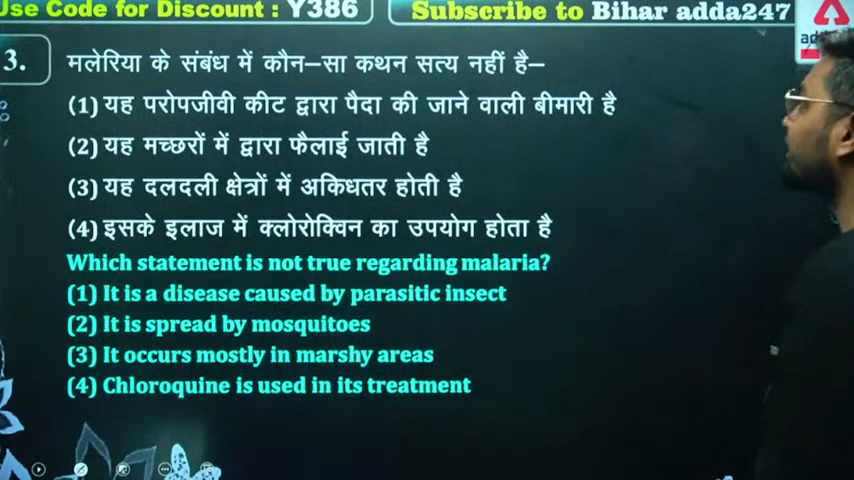 Use Code for Discount : Y386
Subscribe to Bihar adda247
3.
मलेरिया के संबंध में कौन–सा कथन सत्य नहीं है–
(1) यह परोपजीवी कीट द्वारा पैदा की जाने वाली बीमारी है
(2) यह मच्छरों में द्वारा फैलाई जाती है
(3) यह दलदली क्षेत्रों में अकिधतर होती है
(4) इसके इलाज में क्लोरोक्विन का उपयोग होता है
Which statement is not true regarding malaria?
(1) It is a disease caused by parasitic insect
(2) It is spread by mosquitoes
(3) It occurs mostly in marshy areas
(4) Chloroquine is used in its treatment